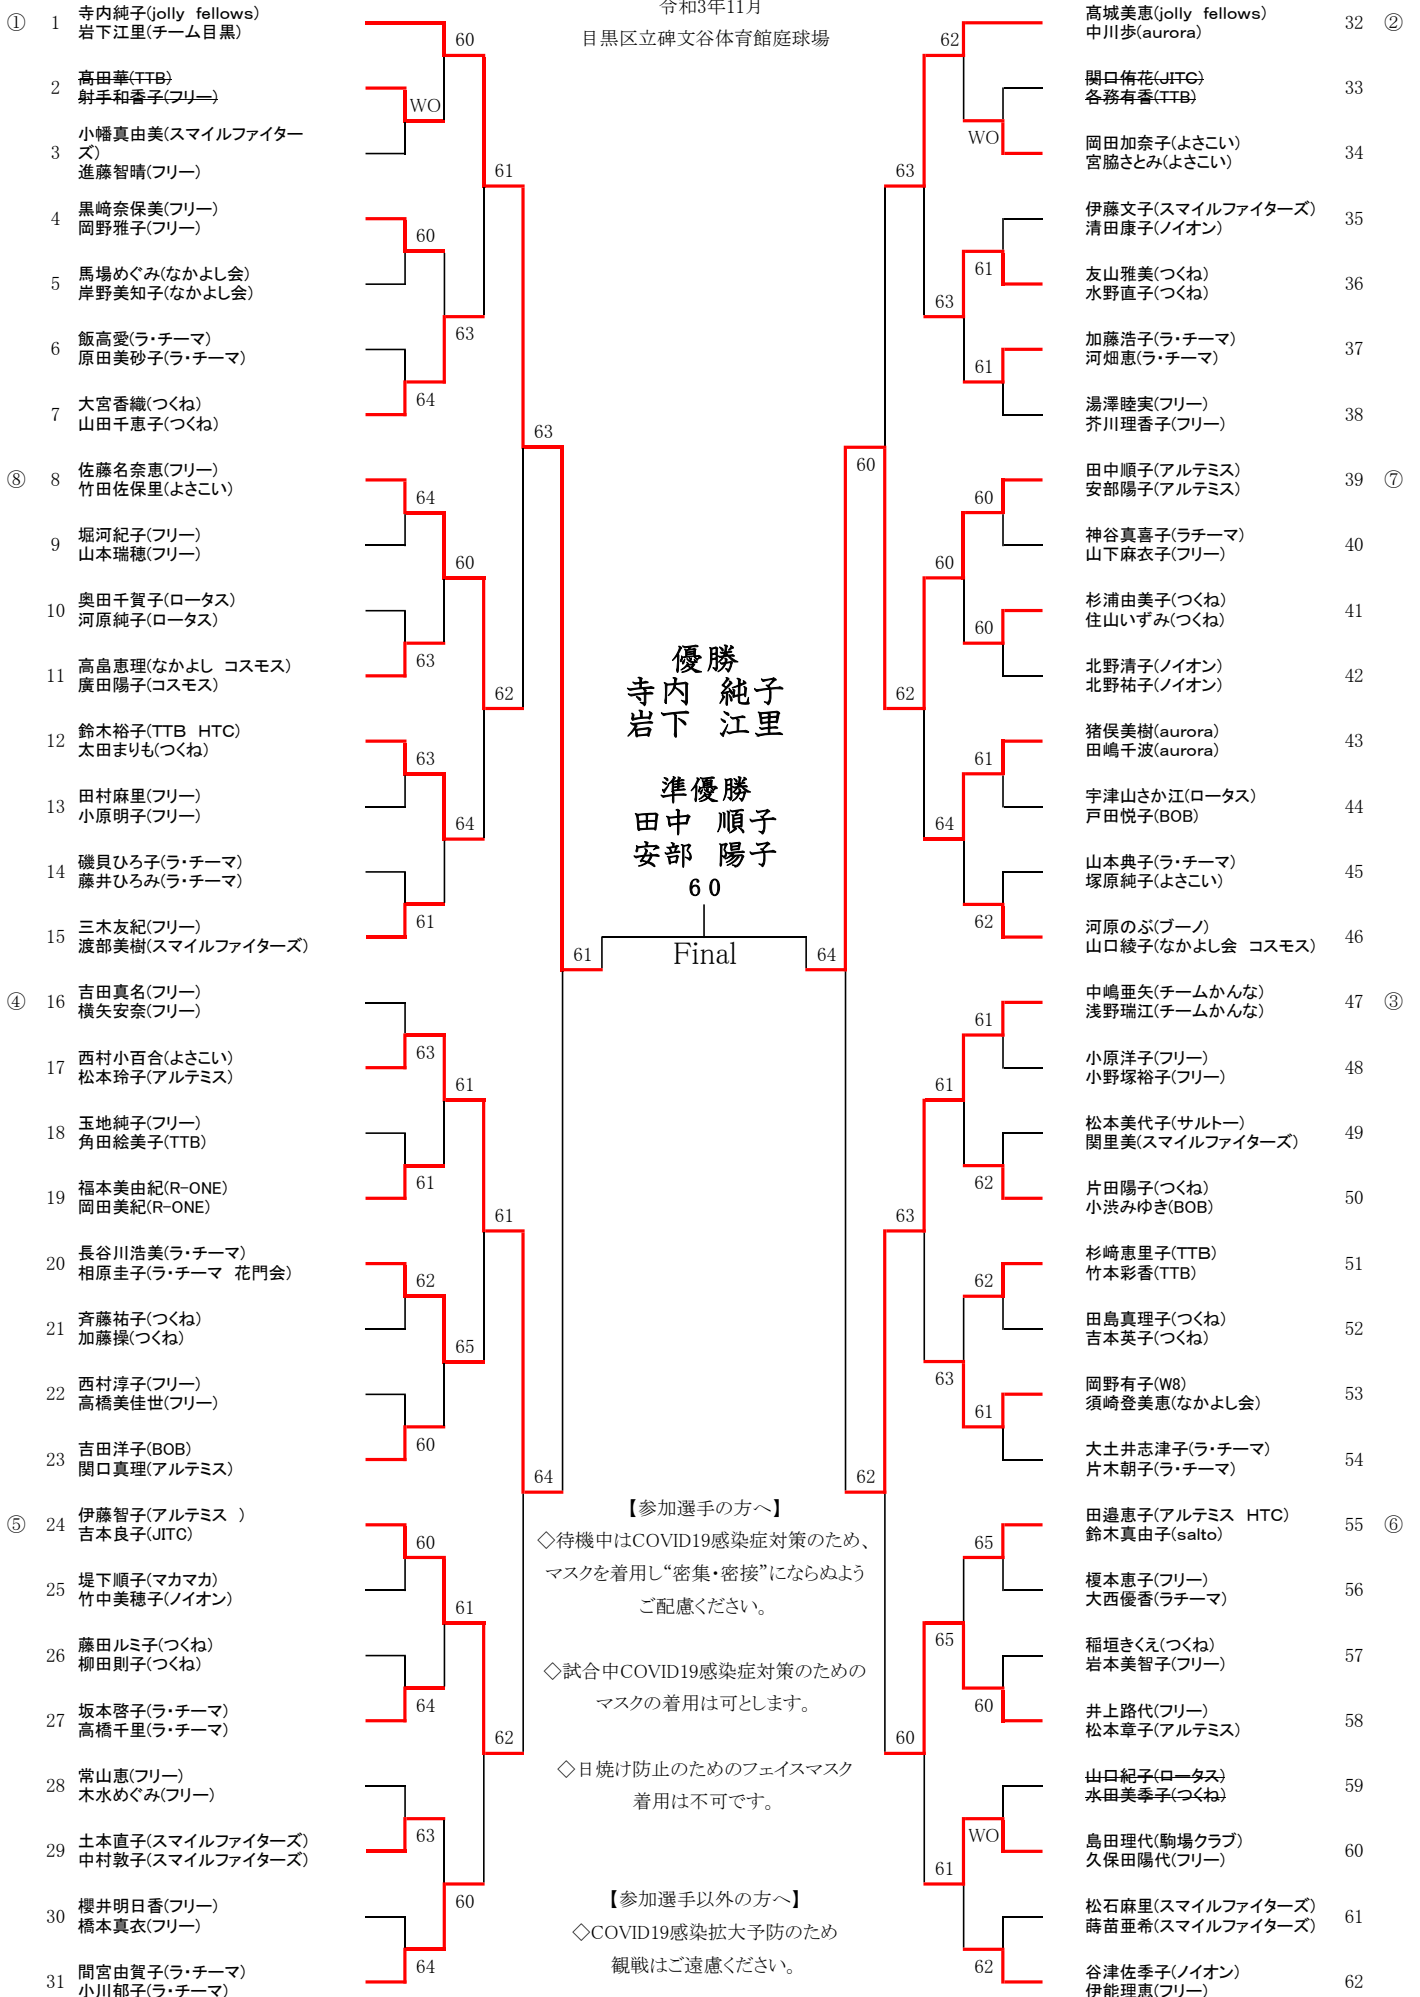 令和3年11月
目黒区立碑文谷体育館庭球場
① 1 寺内純子(jolly fellows)
岩下江里(チーム目黒)
60
2 髙田華(TTB)
射手和香子(フリー)
WO
3 小幡真由美(スマイルファイター
ズ)
進藤智晴(フリー)
61
4 黒﨑奈保美(フリー)
岡野雅子(フリー)
60
5 馬場めぐみ(なかよし会)
岸野美知子(なかよし会)
63
6 飯高愛(ラ・チーマ)
原田美砂子(ラ・チーマ)
7 大宮香織(つくね)
山田千恵子(つくね)
64
63
⑧ 8 佐藤名奈恵(フリー)
竹田佐保里(よさこい)
64
9 堀河紀子(フリー)
山本瑞穂(フリー)
60
10 奥田千賀子(ロータス)
河原純子(ロータス)
11 高畠恵理(なかよし コスモス)
廣田陽子(コスモス)
63
62
12 鈴木裕子(TTB HTC)
太田まりも(つくね)
63
13 田村麻里(フリー)
小原明子(フリー)
64
14 磯貝ひろ子(ラ・チーマ)
藤井ひろみ(ラ・チーマ)
15 三木友紀(フリー)
渡部美樹(スマイルファイターズ)
61
61
④ 16 吉田真名(フリー)
横矢安奈(フリー)
17 西村小百合(よさこい)
松本玲子(アルテミス)
63
61
18 玉地純子(フリー)
角田絵美子(TTB)
19 福本美由紀(R-ONE)
岡田美紀(R-ONE)
61
61
20 長谷川浩美(ラ・チーマ)
相原圭子(ラ・チーマ 花門会)
62
21 斉藤祐子(つくね)
加藤操(つくね)
65
22 西村淳子(フリー)
高橋美佳世(フリー)
23 吉田洋子(BOB)
関口真理(アルテミス)
60
64
⑤ 24 伊藤智子(アルテミス )
吉本良子(JITC)
60
25 堤下順子(マカマカ)
竹中美穂子(ノイオン)
61
26 藤田ルミ子(つくね)
柳田則子(つくね)
27 坂本啓子(ラ・チーマ)
高橋千里(ラ・チーマ)
64
62
28 常山恵(フリー)
木水めぐみ(フリー)
29 土本直子(スマイルファイターズ)
中村敦子(スマイルファイターズ)
63
60
30 櫻井明日香(フリー)
橋本真衣(フリー)
31 間宮由賀子(ラ・チーマ)
小川郁子(ラ・チーマ)
64
優勝
寺内 純子
岩下 江里
準優勝
田中 順子
安部 陽子
60
Final
【参加選手の方へ】
◇待機中はCOVID19感染症対策のため、
マスクを着用し“密集・密接”にならぬよう
ご配慮ください。
◇試合中COVID19感染症対策のための
マスクの着用は可とします。
◇日焼け防止のためのフェイスマスク
着用は不可です。
【参加選手以外の方へ】
◇COVID19感染拡大予防のため
観戦はご遠慮ください。
髙城美恵(jolly fellows) 32 ②
中川歩(aurora)
62
関口侑花(JITC) 33
各務有香(TTB)
WO
岡田加奈子(よさこい) 34
宮脇さとみ(よさこい)
63
伊藤文子(スマイルファイターズ) 35
清田康子(ノイオン)
61
友山雅美(つくね) 36
水野直子(つくね)
63
加藤浩子(ラ・チーマ) 37
河畑恵(ラ・チーマ)
61
湯澤睦実(フリー) 38
芥川理香子(フリー)
60
田中順子(アルテミス) 39 ⑦
安部陽子(アルテミス)
60
神谷真喜子(ラチーマ) 40
山下麻衣子(フリー)
60
杉浦由美子(つくね) 41
住山いずみ(つくね)
60
北野清子(ノイオン) 42
北野祐子(ノイオン)
62
猪俣美樹(aurora) 43
田嶋千波(aurora)
61
宇津山さか江(ロータス) 44
戸田悦子(BOB)
64
山本典子(ラ・チーマ) 45
塚原純子(よさこい)
62
河原のぶ(ブーノ) 46
山口綾子(なかよし会 コスモス)
64
中嶋亜矢(チームかんな) 47 ③
浅野瑞江(チームかんな)
61
小原洋子(フリー) 48
小野塚裕子(フリー)
61
松本美代子(サルトー) 49
関里美(スマイルファイターズ)
62
片田陽子(つくね) 50
小渋みゆき(BOB)
63
杉﨑恵里子(TTB) 51
竹本彩香(TTB)
62
田島真理子(つくね) 52
吉本英子(つくね)
63
岡野有子(W8) 53
須崎登美恵(なかよし会)
61
大土井志津子(ラ・チーマ) 54
片木朝子(ラ・チーマ)
62
田邉恵子(アルテミス HTC) 55 ⑥
鈴木真由子(salto)
65
榎本恵子(フリー) 56
大西優香(ラチーマ)
65
稲垣きくえ(つくね) 57
岩本美智子(フリー)
60
井上路代(フリー) 58
松本章子(アルテミス)
60
山口紀子(ロータス) 59
水田美季子(つくね)
WO
島田理代(駒場クラブ) 60
久保田陽代(フリー)
61
松石麻里(スマイルファイターズ) 61
蒔苗亜希(スマイルファイターズ)
62
谷津佐季子(ノイオン) 62
伊能理恵(フリー)